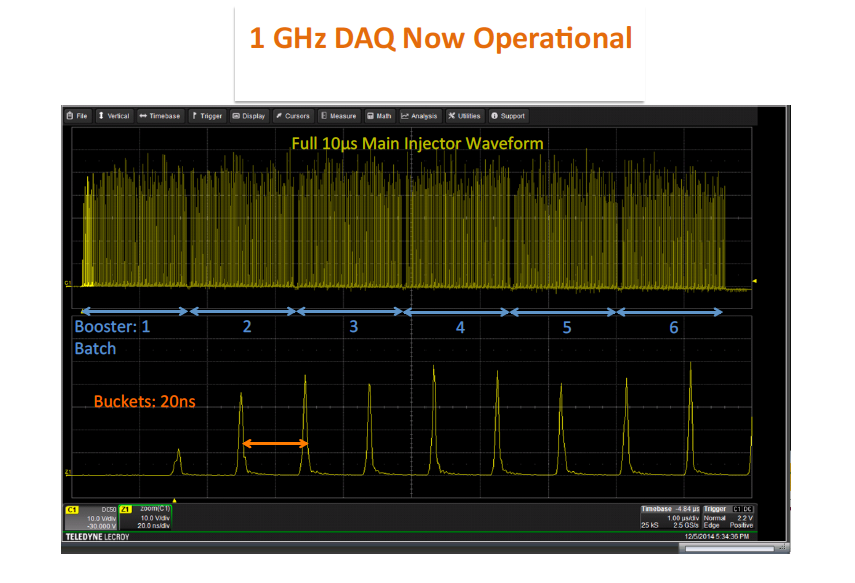 1 GHz DAQ Now Operational
File Vertical Timebase Trigger Display Cursors Measure Math Analysis Utilities Support
Full 10µs Main Injector Waveform
C1
Booster: 1 2 3 4 5 6
Batch
Buckets: 20ns
Z1
C1 DC50 Z1 zoom(C1) Timebase -4.84 µs Trigger C1 DC
10.0 V/div 10.0 V/div 1.00 µs/div Normal 2.2 V
-30.000 V 20.0 ns/div 25 kS 2.5 GS/s Edge Positive
TELEDYNE LECROY 12/5/2014 5:34:36 PM